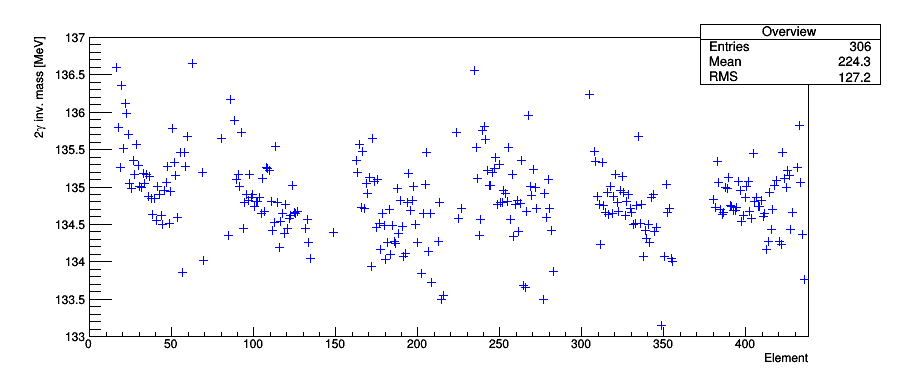 Overview
Entries 306
Mean 224.3
RMS 127.2
2γ inv. mass [MeV]
137
136.5
136
135.5
135
134.5
134
133.5
133
0 50 100 150 200 250 300 350 400
Element